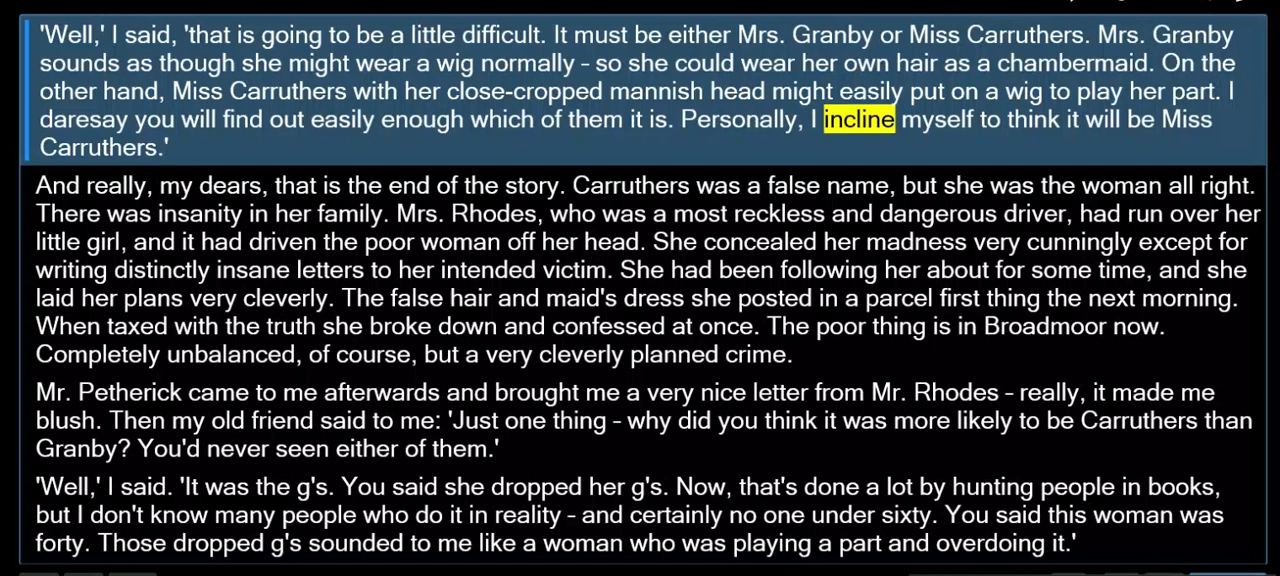 'Well,' I said, 'that is going to be a little difficult. It must be either Mrs. Granby or Miss Carruthers. Mrs. Granby
sounds as though she might wear a wig normally - so she could wear her own hair as a chambermaid. On the
other hand, Miss Carruthers with her close-cropped mannish head might easily put on a wig to play her part. I
daresay you will find out easily enough which of them it is. Personally, I incline myself to think it will be Miss
Carruthers.'
And really, my dears, that is the end of the story. Carruthers was a false name, but she was the woman all right.
There was insanity in her family. Mrs. Rhodes, who was a most reckless and dangerous driver, had run over her
little girl, and it had driven the poor woman off her head. She concealed her madness very cunningly except for
writing distinctly insane letters to her intended victim. She had been following her about for some time, and she
laid her plans very cleverly. The false hair and maid's dress she posted in a parcel first thing the next morning.
When taxed with the truth she broke down and confessed at once. The poor thing is in Broadmoor now.
Completely unbalanced, of course, but a very cleverly planned crime.
Mr. Petherick came to me afterwards and brought me a very nice letter from Mr. Rhodes - really, it made me
blush. Then my old friend said to me: 'Just one thing - why did you think it was more likely to be Carruthers than
Granby? You'd never seen either of them.'
'Well,' I said. 'It was the g's. You said she dropped her g's. Now, that's done a lot by hunting people in books,
but I don't know many people who do it in reality - and certainly no one under sixty. You said this woman was
forty. Those dropped g's sounded to me like a woman who was playing a part and overdoing it.'